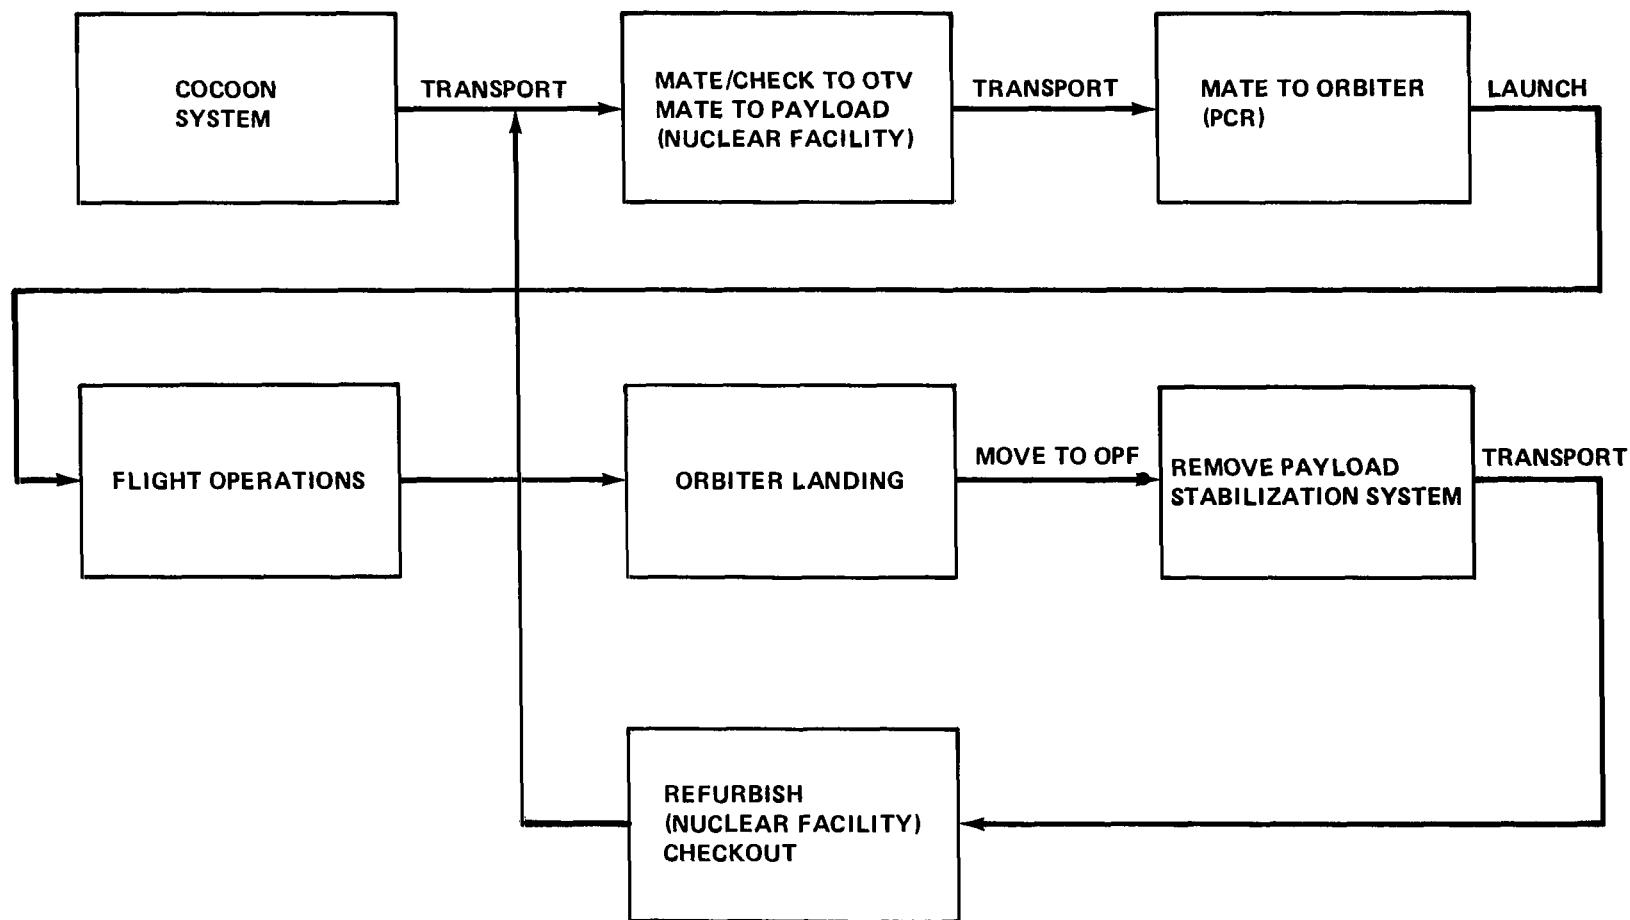 COCOON
SYSTEM
TRANSPORT
MATE/CHECK TO OTV
MATE TO PAYLOAD
(NUCLEAR FACILITY)
TRANSPORT
MATE TO ORBITER
(PCR)
LAUNCH
FLIGHT OPERATIONS
ORBITER LANDING
MOVE TO OPF
REMOVE PAYLOAD
STABILIZATION SYSTEM
TRANSPORT
REFURBISH
(NUCLEAR FACILITY)
CHECKOUT